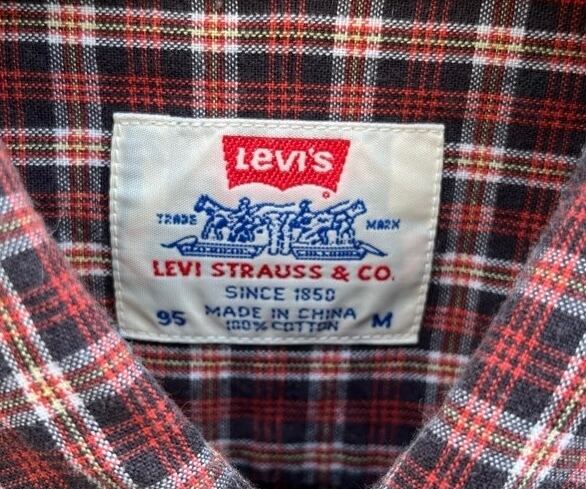 Levi's
TRADE MARK
LEVI STRAUSS & CO.
SINCE 1850
MADE IN CHINA
95 100% COTTON M